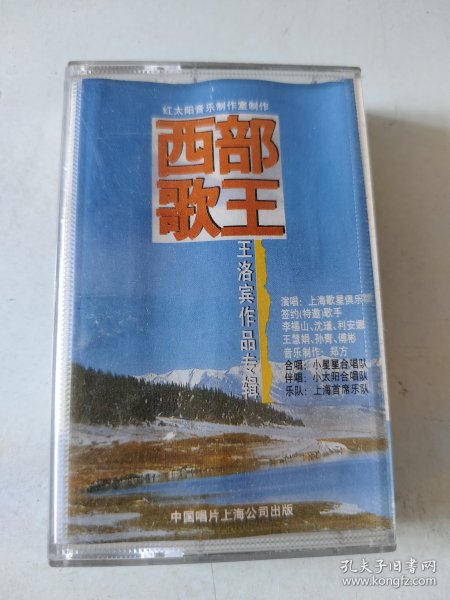 红太阳音乐制作室制作
西部
歌王
王洛宾作品专辑
演唱：上海歌星俱乐部
签约(特邀)歌手
李福山、沈瑾、利安娜
王慧娟、孙青、傅彬
音乐制作：郑方
合唱：小星星合唱队
伴唱：小太阳合唱队
乐队：上海首席乐队
中国唱片上海公司出版
孔夫子旧书网
www.kongfz.com